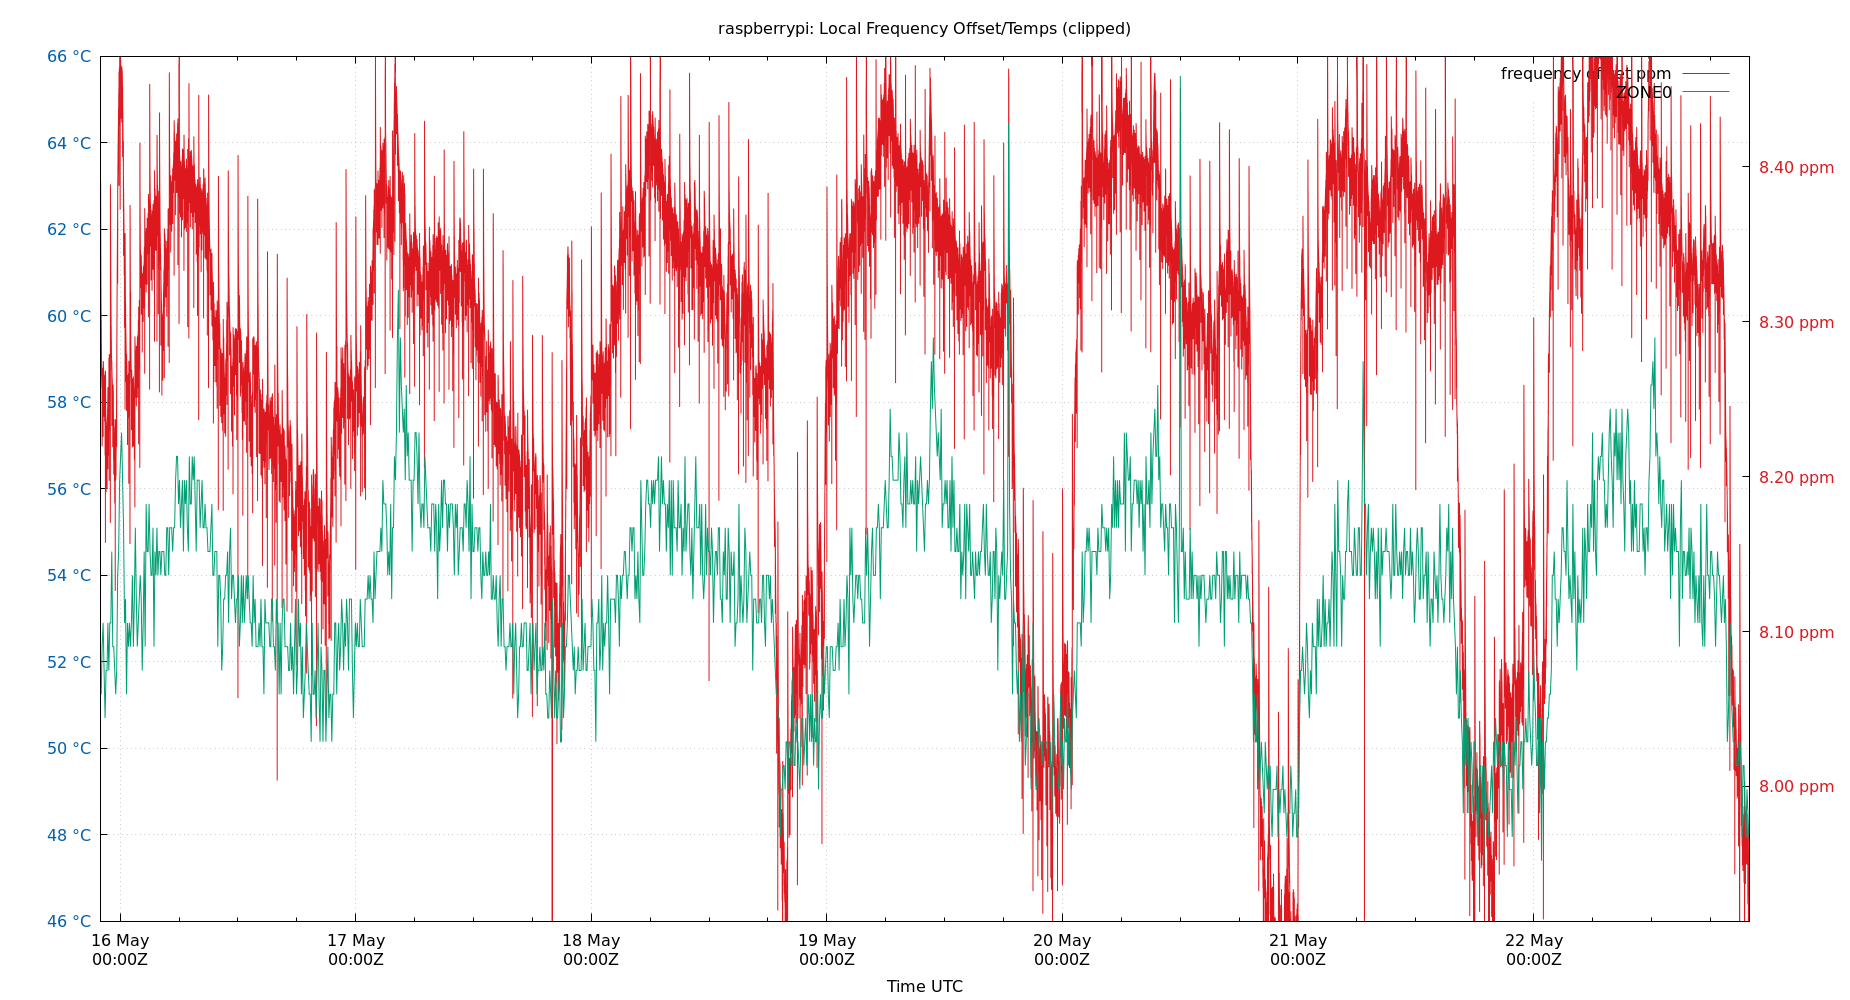 raspberrypi: Local Frequency Offset/Temps (clipped)
66 °C
64 °C
62 °C
60 °C
58 °C
56 °C
54 °C
52 °C
50 °C
48 °C
46 °C
frequency offset ppm
ZONE0
8.40 ppm
8.30 ppm
8.20 ppm
8.10 ppm
8.00 ppm
16 May 17 May 18 May 19 May 20 May 21 May 22 May
00:00Z 00:00Z 00:00Z 00:00Z 00:00Z 00:00Z 00:00Z
Time UTC